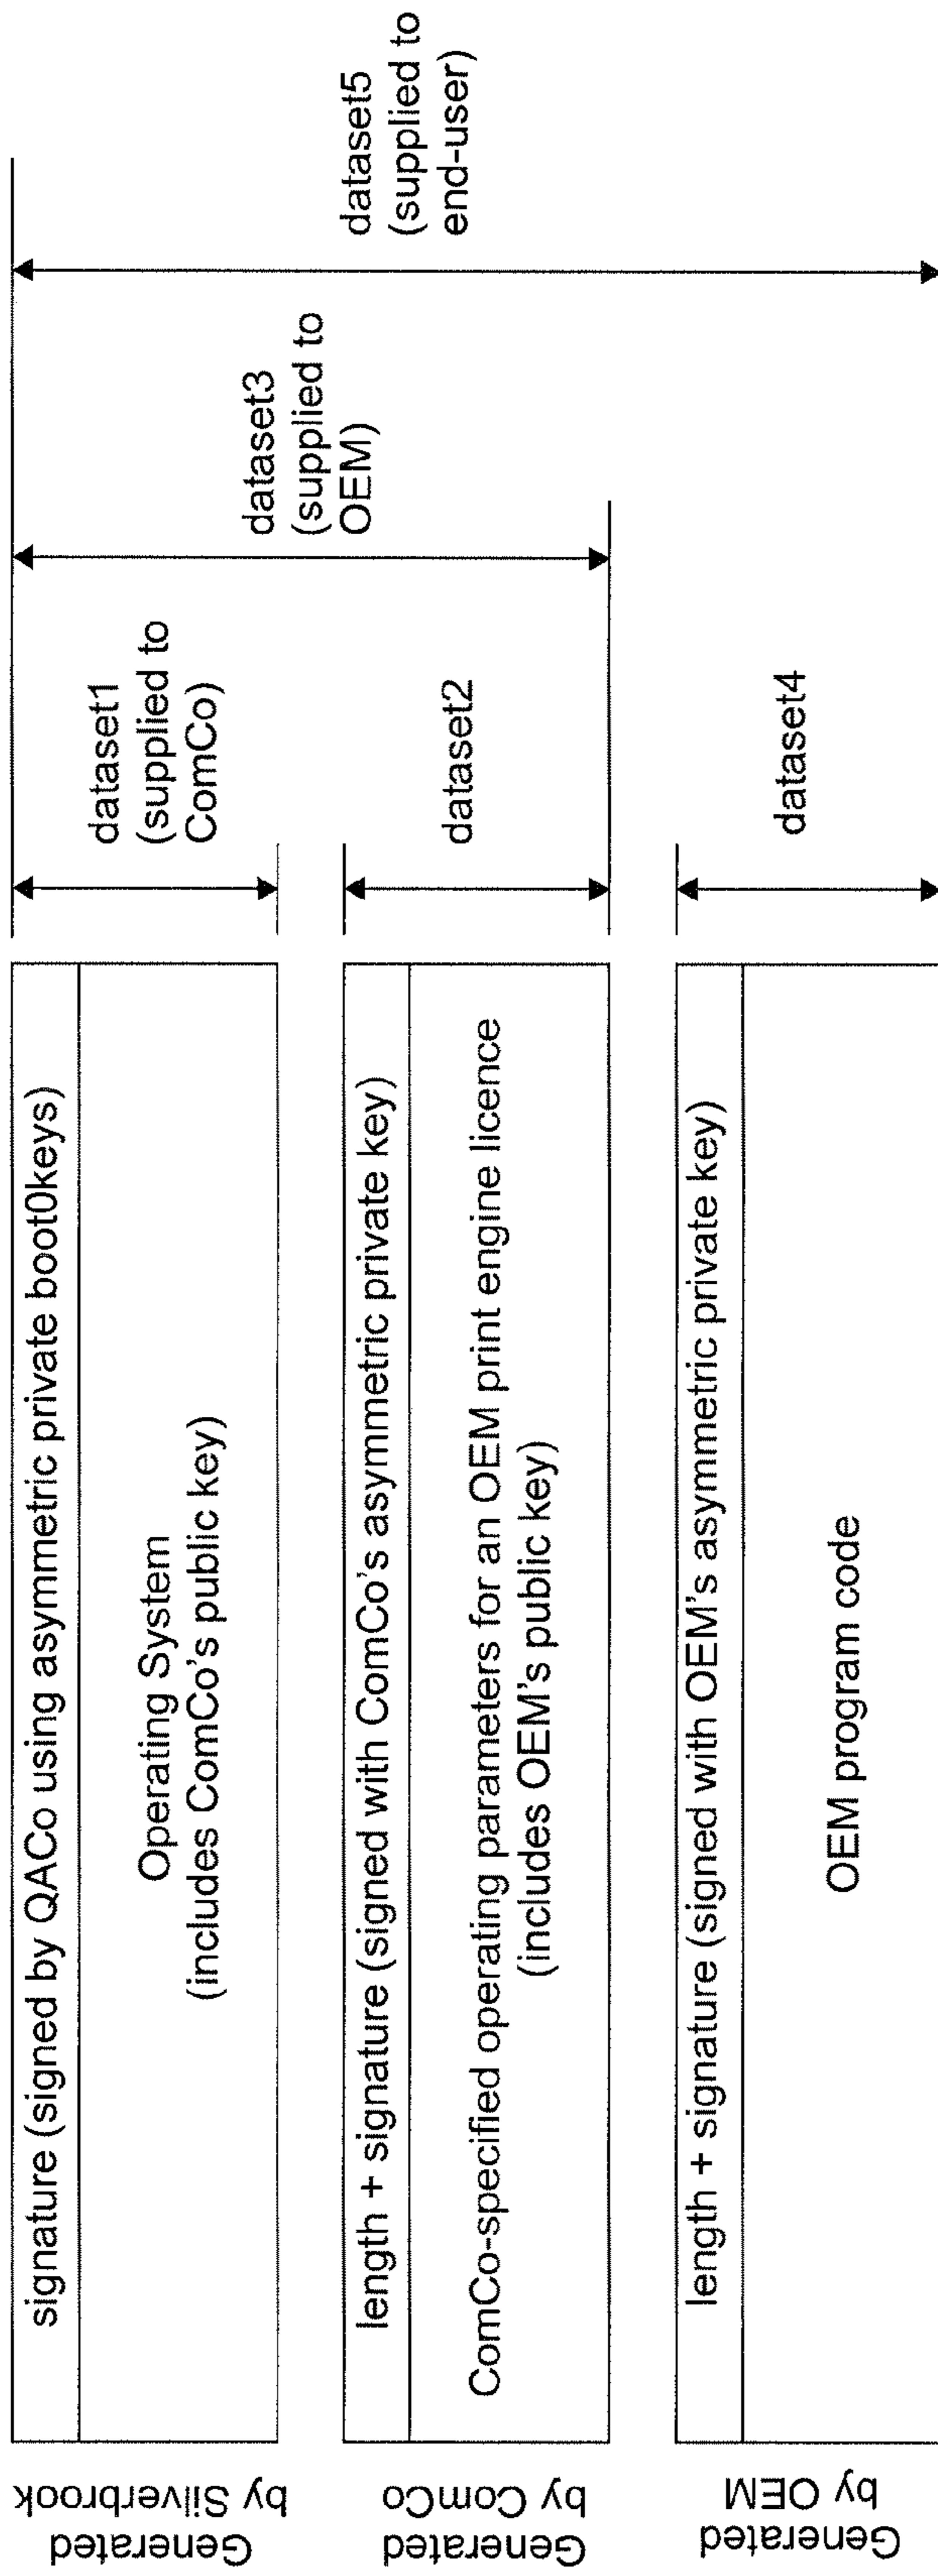 Generated
by Silverbrook
signature (signed by QACo using asymmetric private boot0keys)
Operating System
(includes ComCo's public key)
dataset1
(supplied to
ComCo)
dataset3
(supplied to
OEM)
dataset5
(supplied to
end-user)
Generated
by ComCo
length + signature (signed with ComCo's asymmetric private key)
ComCo-specified operating parameters for an OEM print engine licence
(includes OEM's public key)
dataset2
Generated
by OEM
length + signature (signed with OEM's asymmetric private key)
OEM program code
dataset4